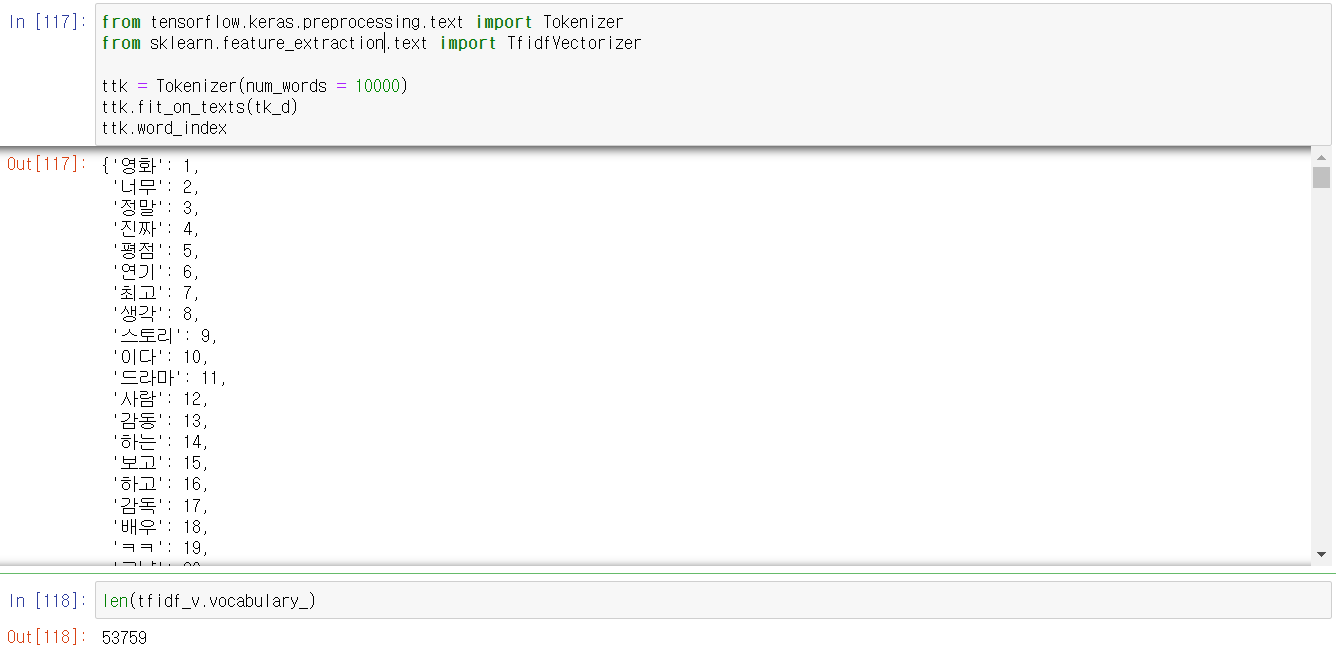 In [117]: from tensorflow.keras.preprocessing.text import Tokenizer
from sklearn.feature_extraction.text import TfidfVectorizer
ttk = Tokenizer(num_words = 10000)
ttk.fit_on_texts(tk_d)
ttk.word_index
Out[117]: {'영화': 1,
'너무': 2,
'정말': 3,
'진짜': 4,
'평점': 5,
'연기': 6,
'최고': 7,
'생각': 8,
'스토리': 9,
'이다': 10,
'드라마': 11,
'사람': 12,
'감동': 13,
'하는': 14,
'보고': 15,
'하고': 16,
'감독': 17,
'배우': 18,
'ㅋㅋ': 19,
In [118]: len(tfidf_v.vocabulary_)
Out[118]: 53759